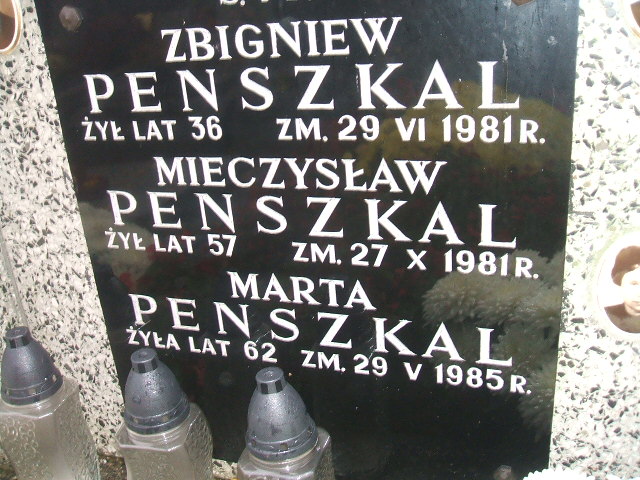 ZBIGNIEW
PENSZKAL
ŻYŁ LAT 36 ZM. 29 VI 1981 R.
MIECZYSŁAW
PENSZKAL
ŻYŁ LAT 57 ZM. 27 X 1981 R.
MARTA
PENSZKAL
ŻYŁA LAT 62 ZM. 29 V 1985 R.